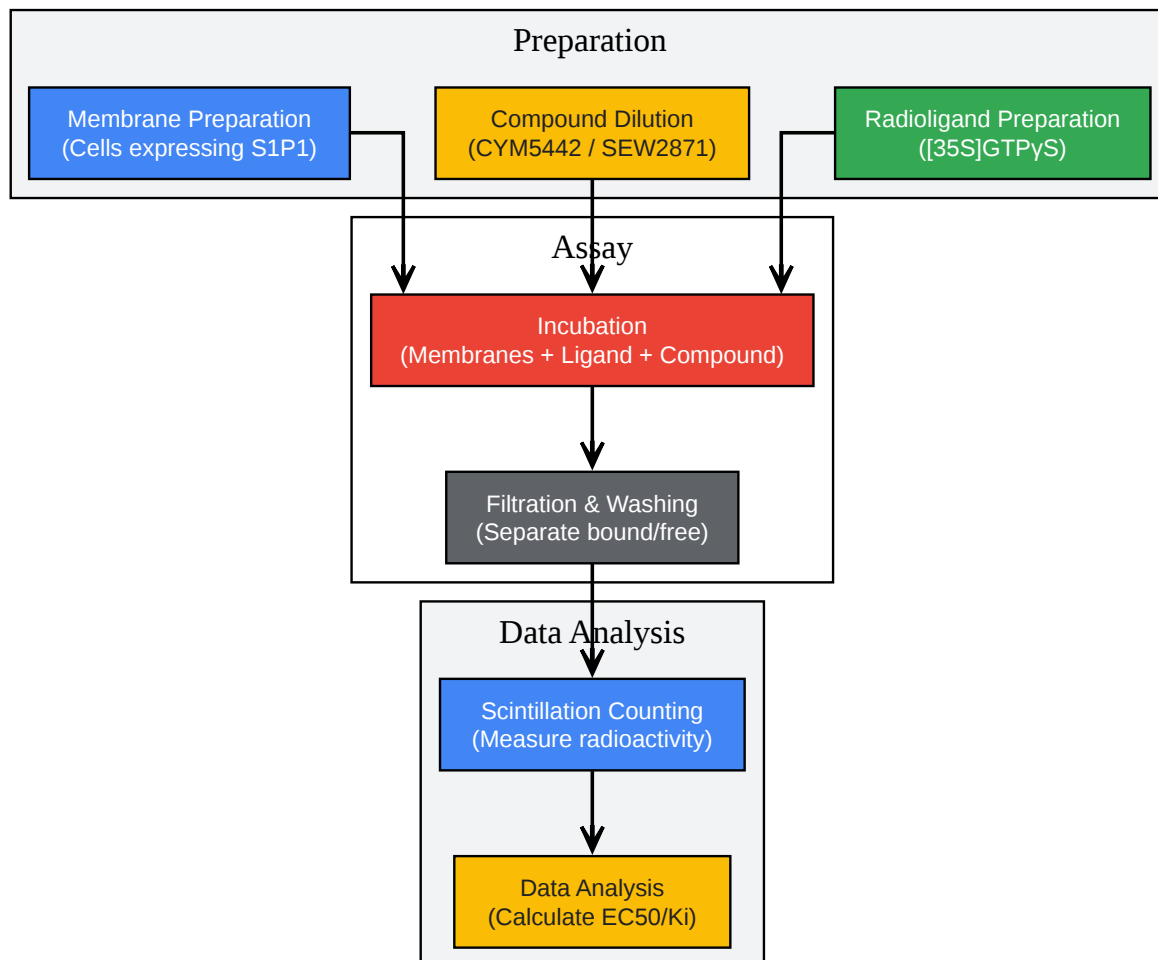 Preparation
Membrane Preparation
(Cells expressing S1P1)
Compound Dilution
(CYM5442 / SEW2871)
Radioligand Preparation
([35S]GTPγS)
Assay
Incubation
(Membranes + Ligand + Compound)
Filtration & Washing
(Separate bound/free)
Data Analysis
Scintillation Counting
(Measure radioactivity)
Data Analysis
(Calculate EC50/Ki)